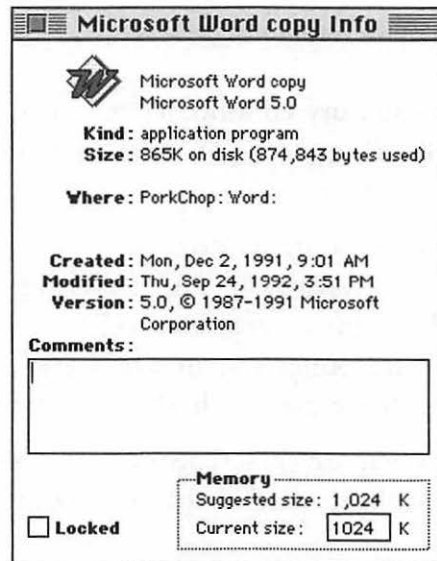 Microsoft Word copy Info
Microsoft Word copy
Microsoft Word 5.0
Kind: application program
Size: 865K on disk (874,843 bytes used)
Where: PorkChop: Word:
Created: Mon, Dec 2, 1991, 9:01 AM
Modified: Thu, Sep 24, 1992, 3:51 PM
Version: 5.0, © 1987-1991 Microsoft
Corporation
Comments:
Memory
Suggested size: 1,024 K
Locked
Current size: 1024 K